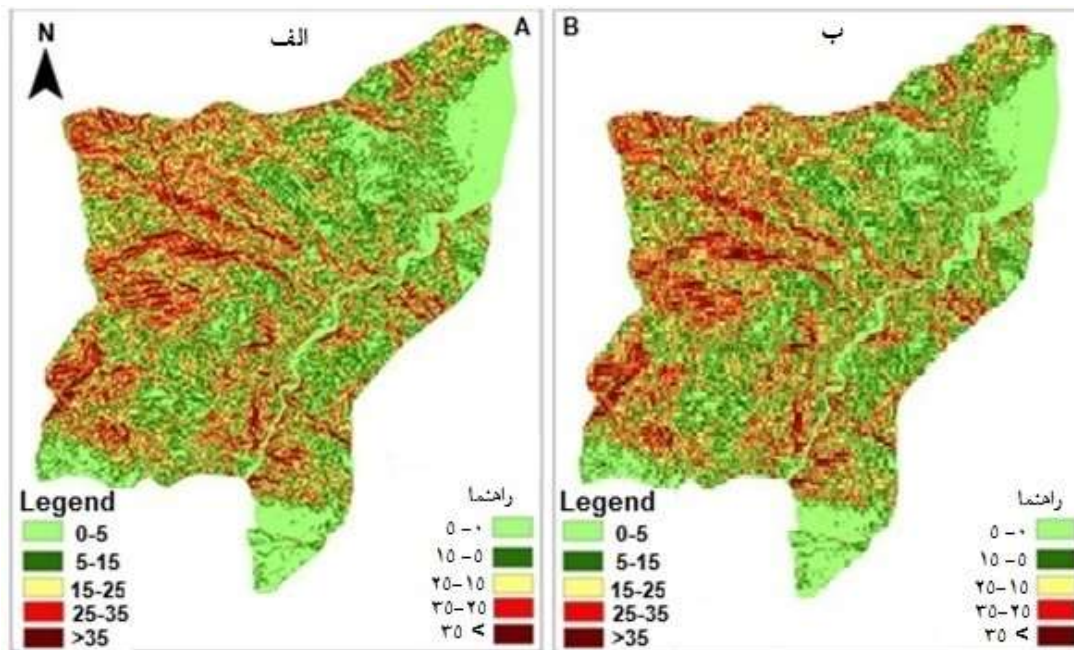 N
الف
A
Legend
0-5
5-15
15-25
25-35
>35
راهنما
۵-۰
۱۵-۵
۲۵-۱۵
۳۵-۲۵
۳۵ <
B
ب
Legend
0-5
5-15
15-25
25-35
>35
راهنما
۵-۰
۱۵-۵
۲۵-۱۵
۳۵-۲۵
۳۵ <